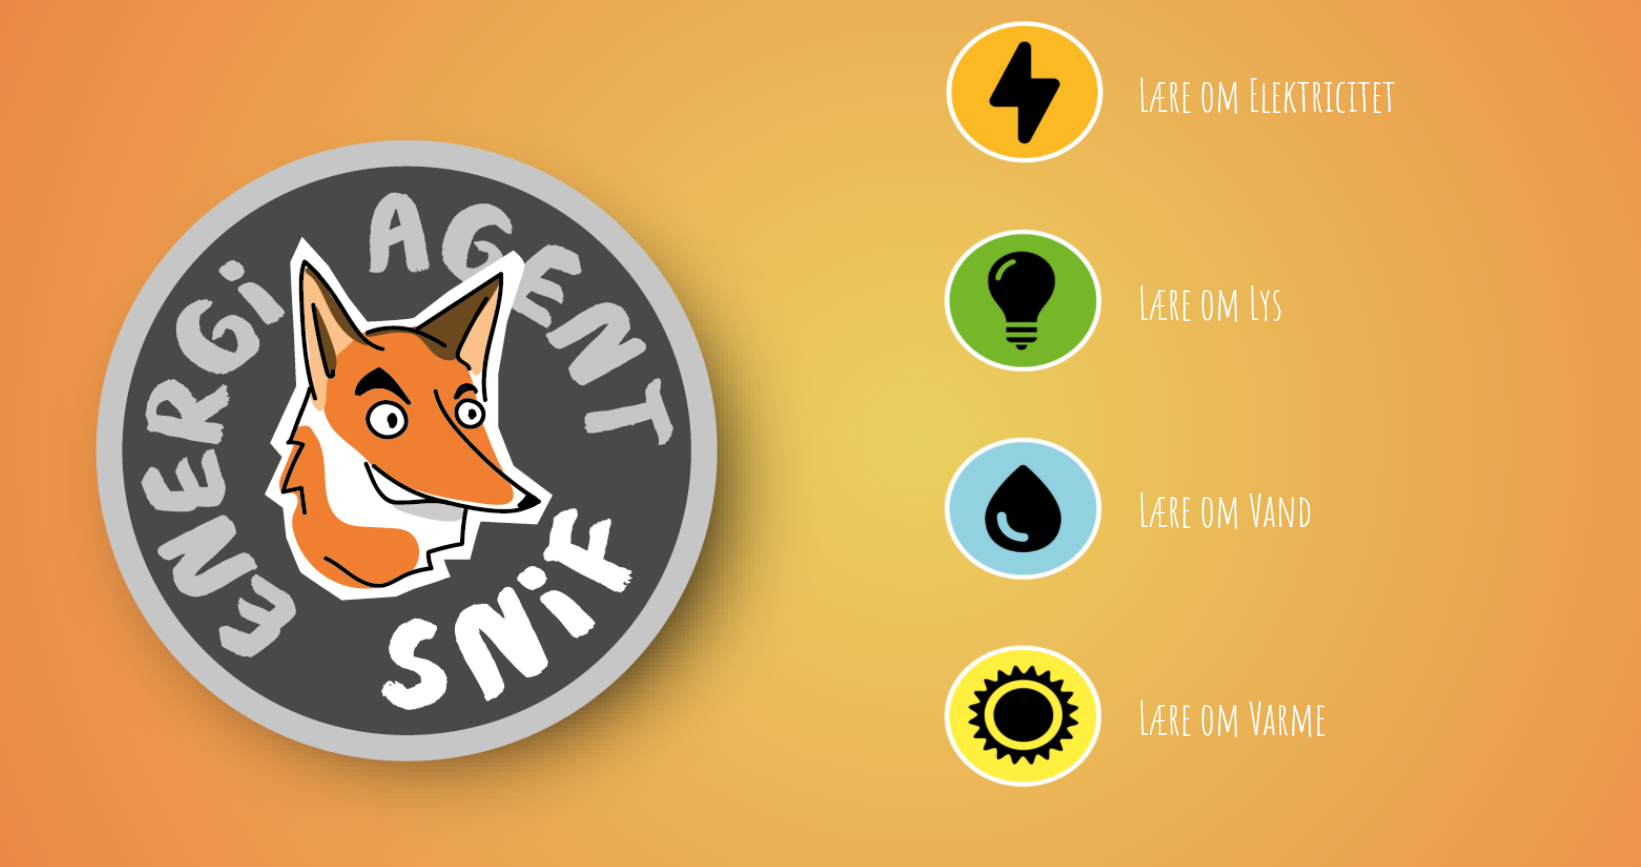 ENERGi AGENT
SNiF
Lære om Elektricitet
Lære om Lys
Lære om Vand
Lære om Varme